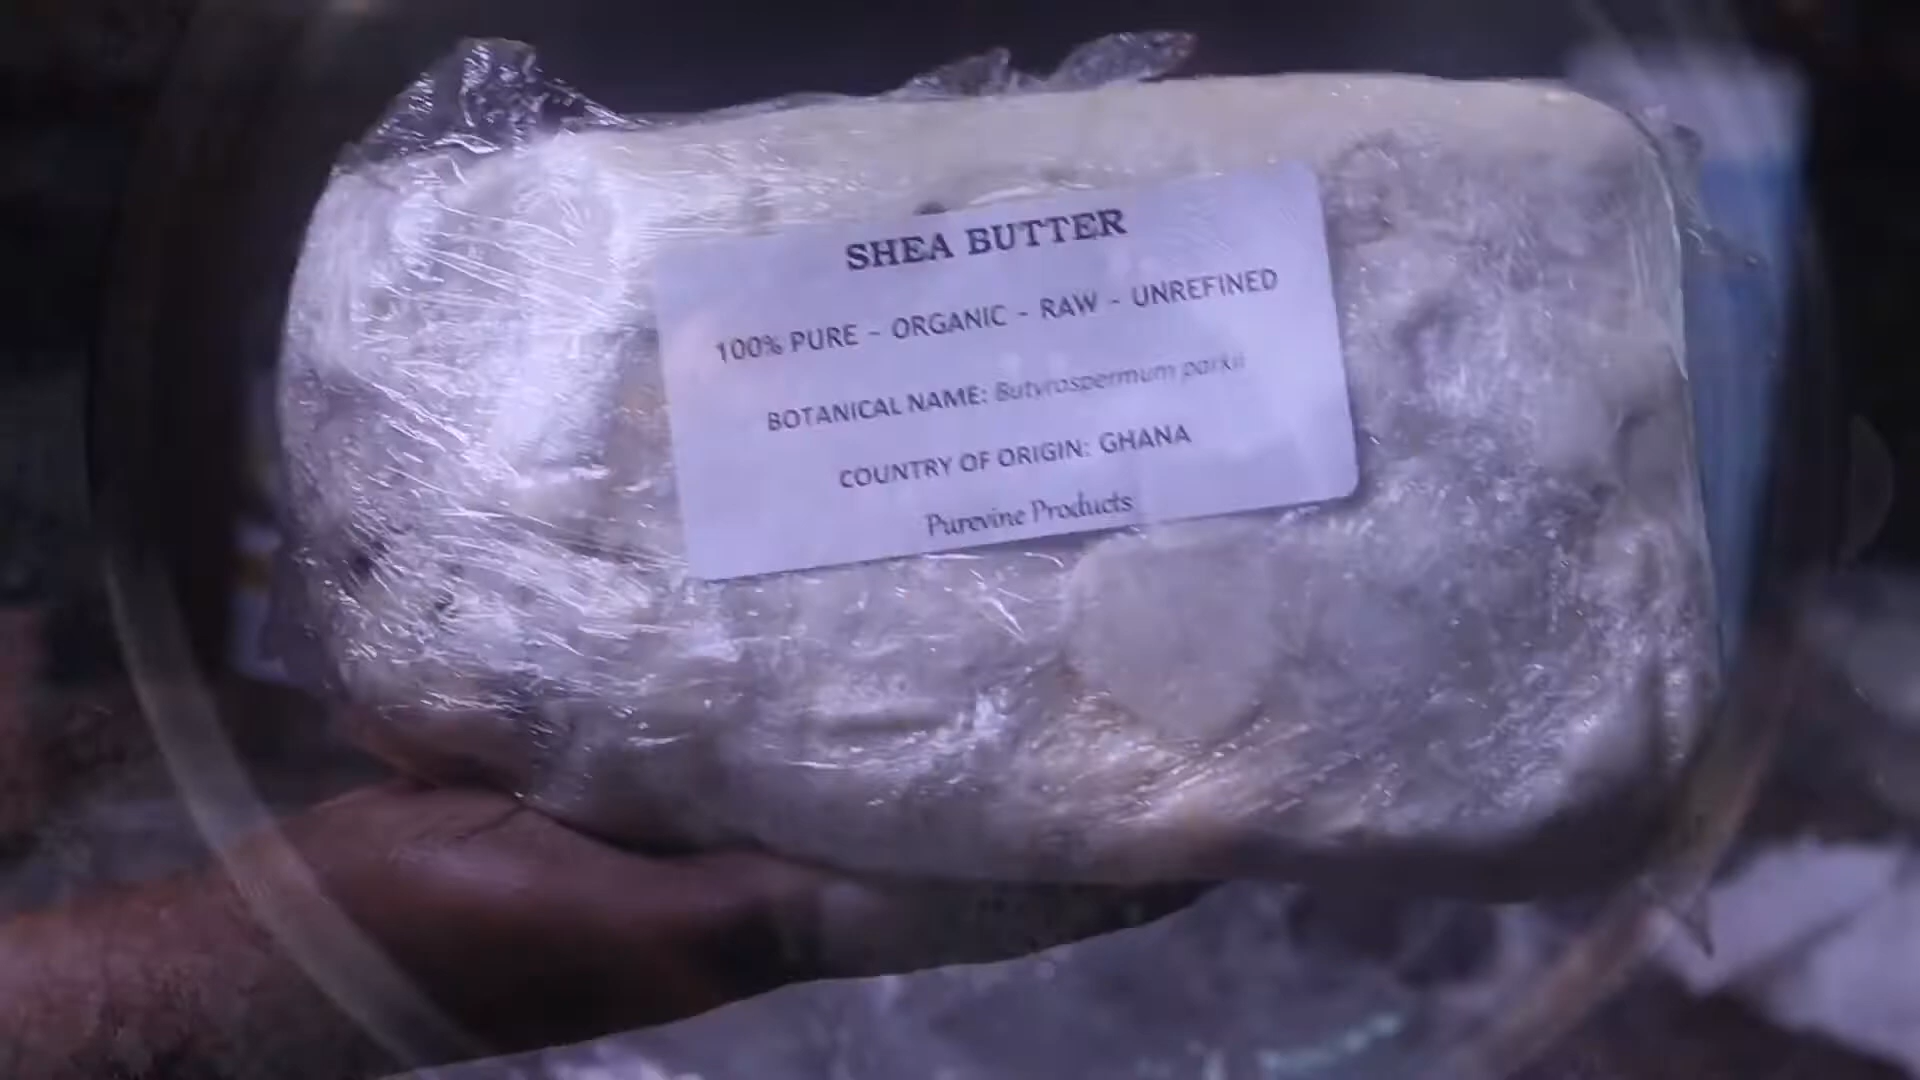 SHEA BUTTER
100% PURE - ORGANIC - RAW - UNREFINED
BOTANICAL NAME: Butyrospermum parkii
COUNTRY OF ORIGIN: GHANA
Purevine Products